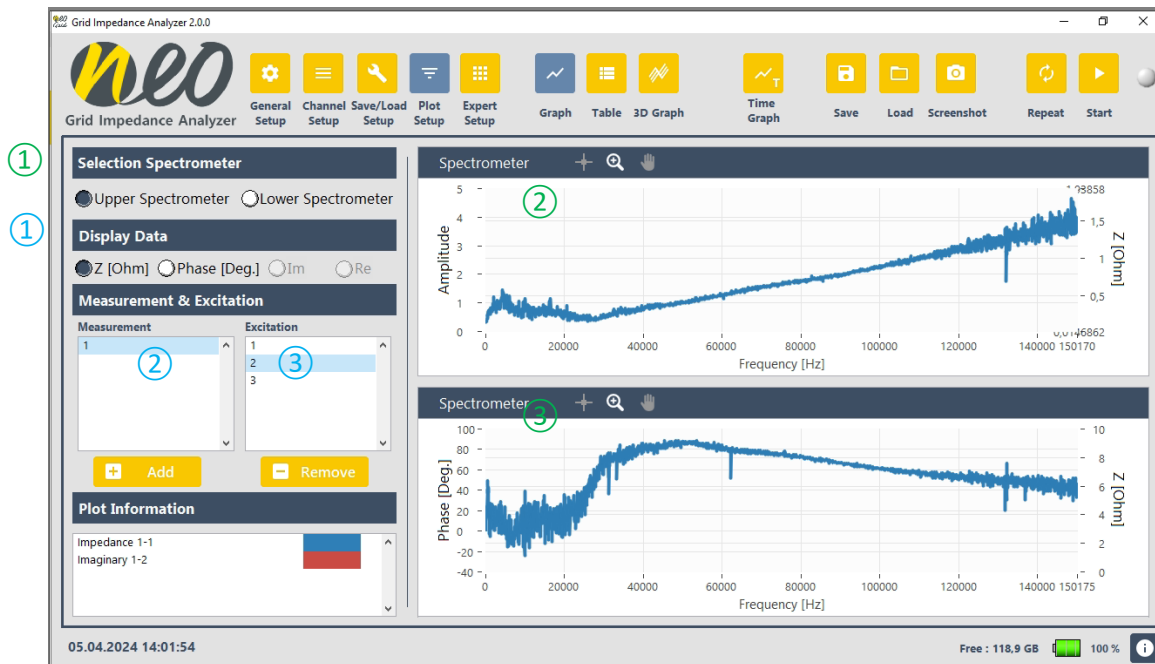 neo Grid Grid Impedance Analyzer 2.0.0
neo
Grid Impedance Analyzer
General Setup
Channel Setup
Save/Load Setup
Plot Setup
Expert Setup
Graph
Table
3D Graph
T
Time Graph
Save
Load
Screenshot
Repeat
Start
1
Selection Spectrometer
Upper Spectrometer Lower Spectrometer
1
Display Data
Z [Ohm] Phase [Deg.] Im Re
Measurement & Excitation
Measurement Excitation
1 1
2 2 3
3
Add Remove
Plot Information
Impedance 1-1
Imaginary 1-2
Spectrometer
2
Amplitude
5
4
3
2
1
0
1,5
1
0,5
Z [Ohm]
0 20000 40000 60000 80000 100000 120000 140000 150170
Frequency [Hz]
Spectrometer
3
Phase [Deg.]
100
80
60
40
20
0
-20
-40
10
8
6
4
2
0
Z [Ohm]
0 20000 40000 60000 80000 100000 120000 140000 150175
Frequency [Hz]
05.04.2024 14:01:54
Free : 118,9 GB 100 %